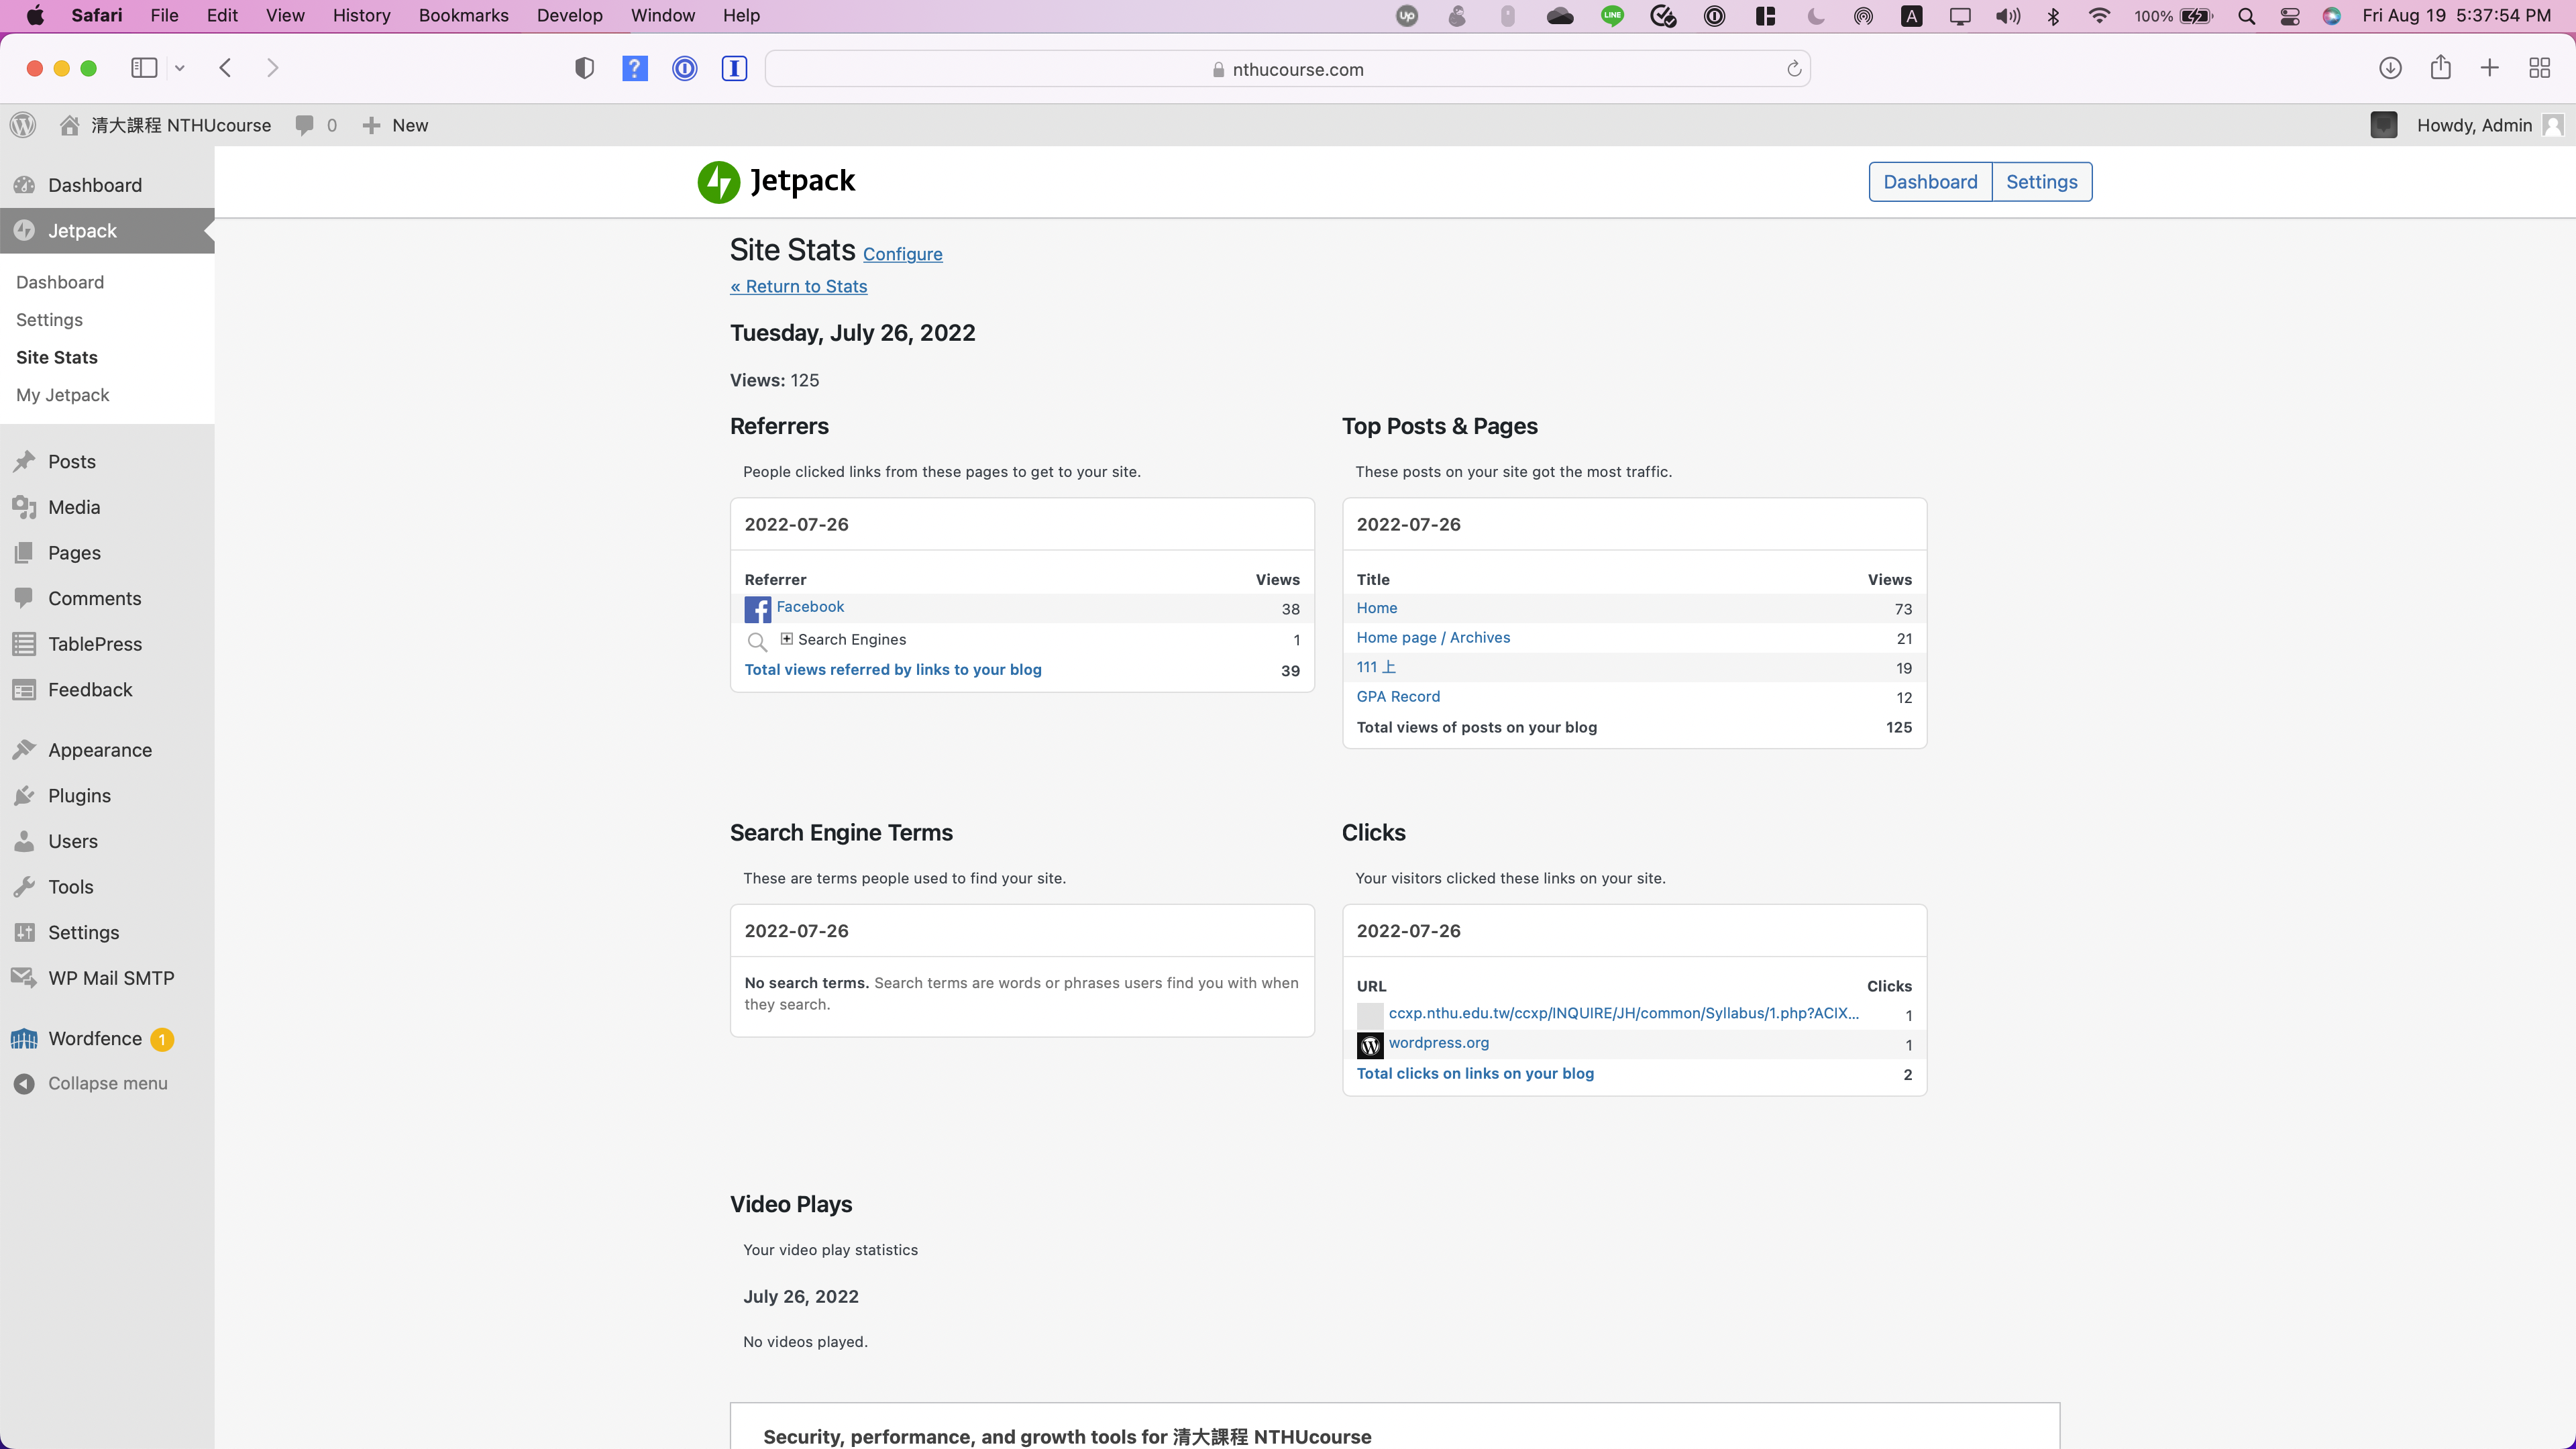 Safari File Edit View History Bookmarks Develop Window Help
Up LINE A 100% Fri Aug 19 5:37:54 PM
nthucourse.com
清大課程 NTHUcourse 0 New
Howdy, Admin
Dashboard
Jetpack
Dashboard
Settings
Site Stats
My Jetpack
Posts
Media
Pages
Comments
TablePress
Feedback
Appearance
Plugins
Users
Tools
Settings
WP Mail SMTP
Wordfence 1
Collapse menu
Jetpack
Dashboard Settings
Site Stats Configure
« Return to Stats
Tuesday, July 26, 2022
Views: 125
Referrers
People clicked links from these pages to get to your site.
2022-07-26
Referrer Views
Facebook 38
Search Engines 1
Total views referred by links to your blog 39
Top Posts & Pages
These posts on your site got the most traffic.
2022-07-26
Title Views
Home 73
Home page / Archives 21
111 上 19
GPA Record 12
Total views of posts on your blog 125
Search Engine Terms
These are terms people used to find your site.
2022-07-26
No search terms. Search terms are words or phrases users find you with when
they search.
Clicks
Your visitors clicked these links on your site.
2022-07-26
URL Clicks
ccxp.nthu.edu.tw/ccxp/INQUIRE/JH/common/Syllabus/1.php?ACIX... 1
wordpress.org 1
Total clicks on links on your blog 2
Video Plays
Your video play statistics
July 26, 2022
No videos played.
Security, performance, and growth tools for 清大課程 NTHUcourse